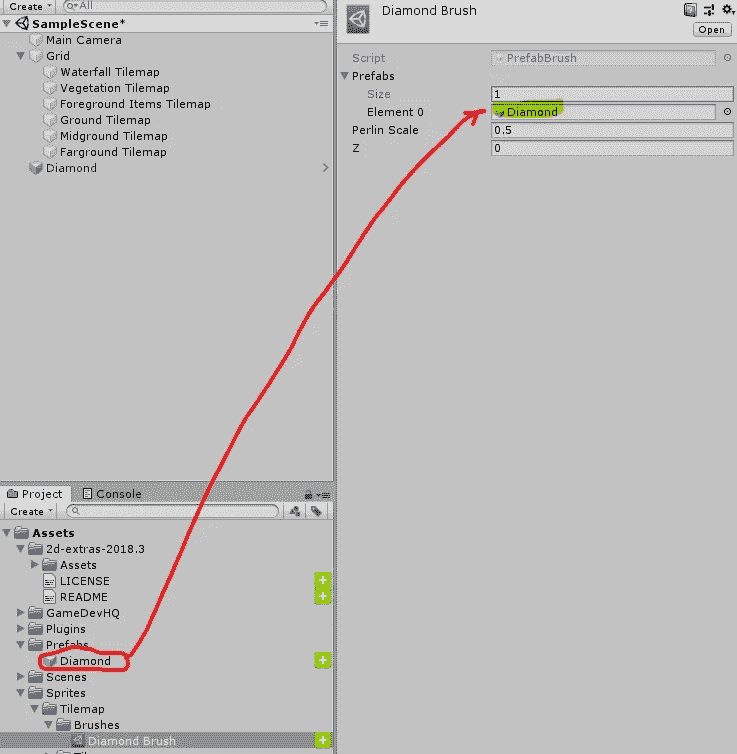 Create
All
SampleScene*
Main Camera
Grid
Waterfall Tilemap
Vegetation Tilemap
Foreground Items Tilemap
Ground Tilemap
Midground Tilemap
Farground Tilemap
Diamond
Project
Console
Create
Assets
2d-extras-2018.3
Assets
LICENSE
README
GameDevHQ
Plugins
Prefabs
Diamond
Scenes
Sprites
Tilemap
Brushes
Diamond Brush
Diamond Brush
Open
Script PrefabBrush
Prefabs
Size 1
Element 0 Diamond
Perlin Scale 0.5
Z 0